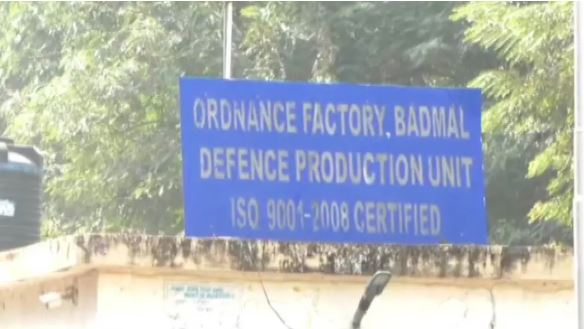 ORDNANCE FACTORY, BADMAL
DEFENCE PRODUCTION UNIT
ISO 9001-2008 CERTIFIED